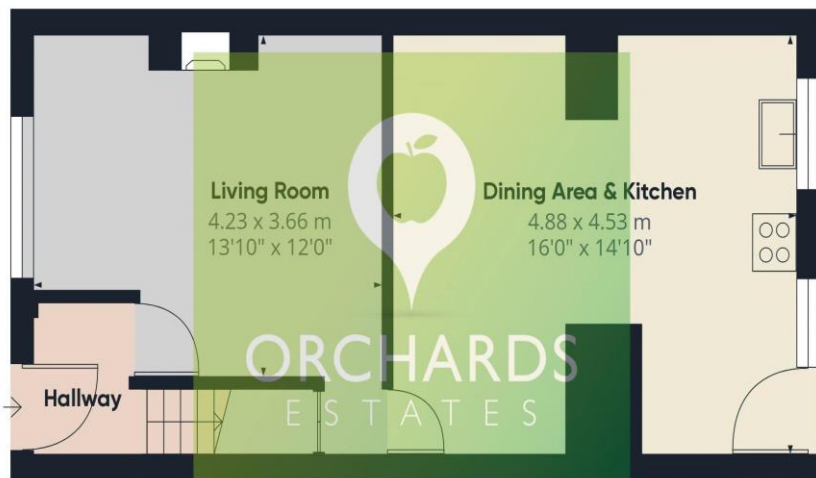 Living Room
4.23 x 3.66 m
13'10" x 12'0"
Dining Area & Kitchen
4.88 x 4.53 m
16'0" x 14'10"
ORCHARDS
ESTATES
Hallway